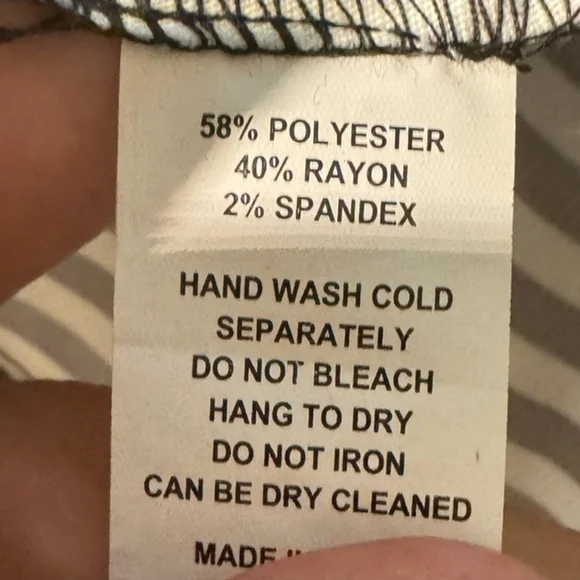 58% POLYESTER
40% RAYON
2% SPANDEX
HAND WASH COLD
SEPARATELY
DO NOT BLEACH
HANG TO DRY
DO NOT IRON
CAN BE DRY CLEANED
MADE